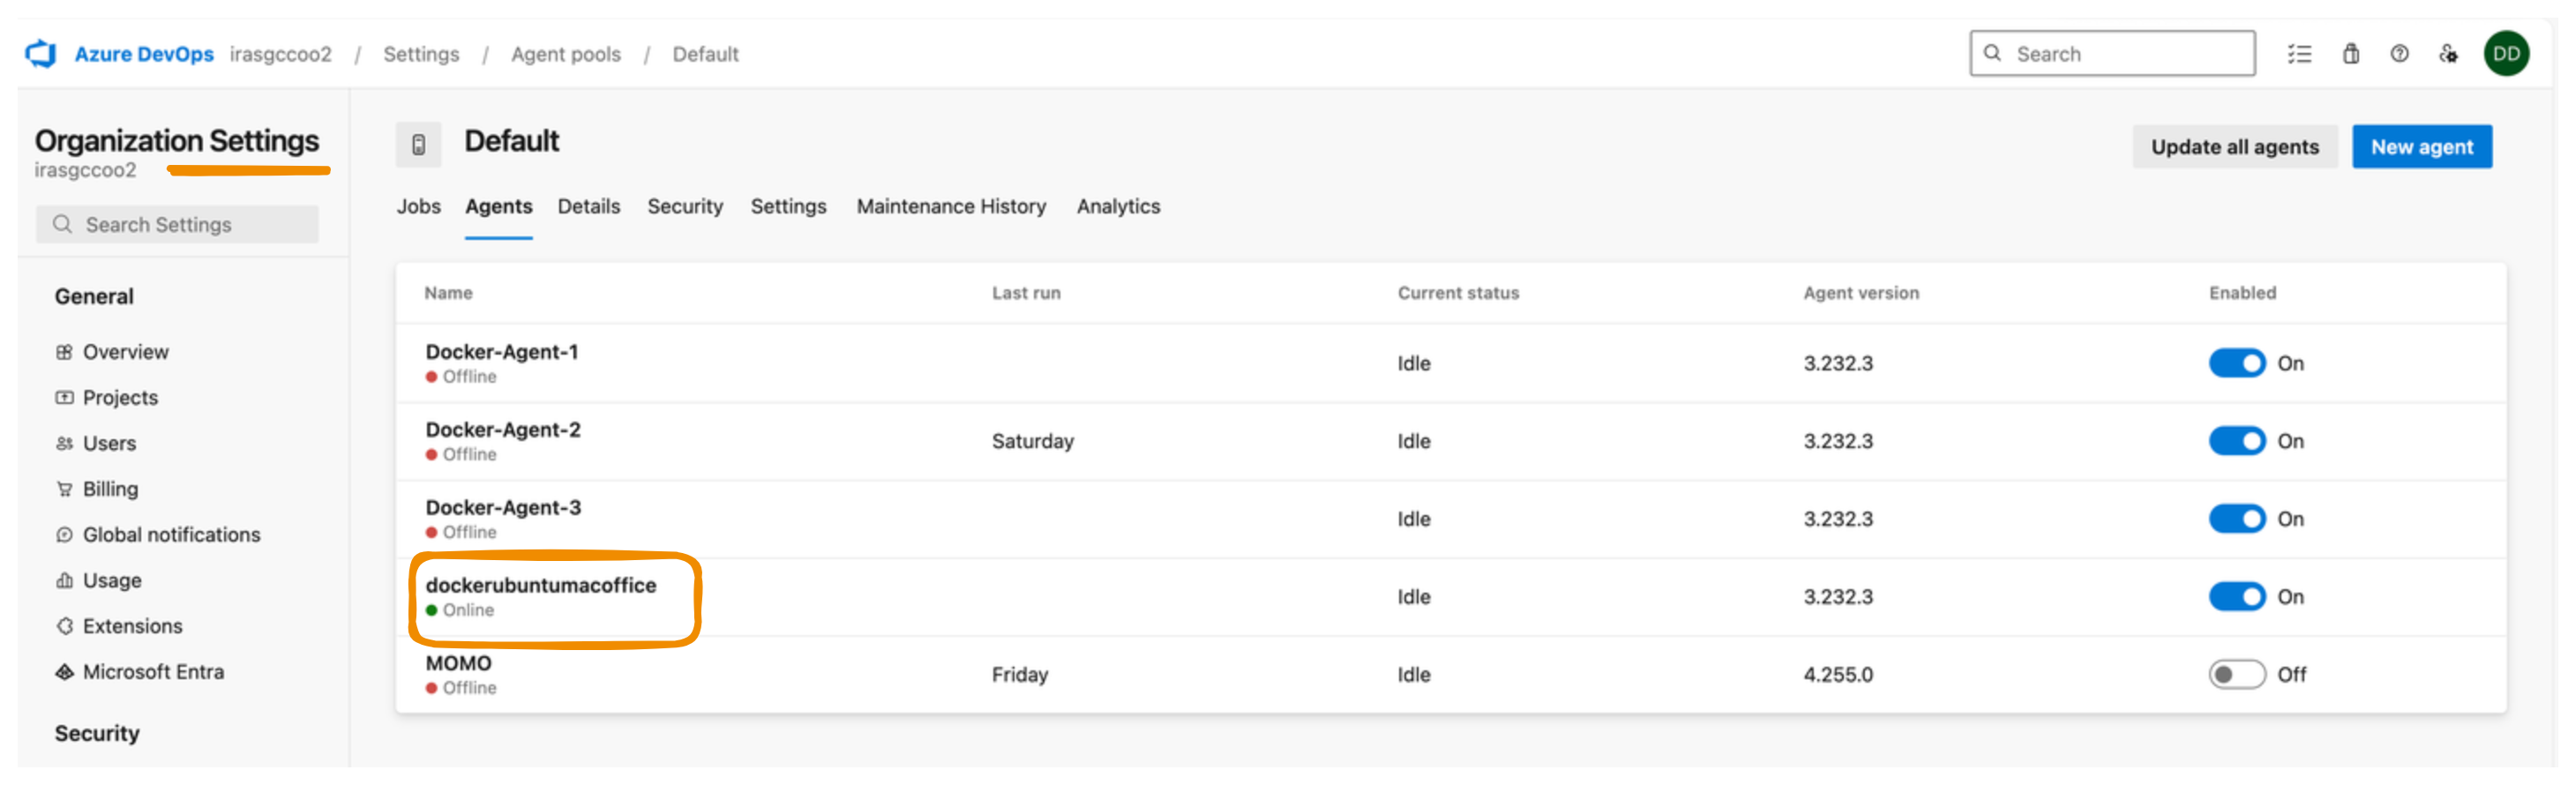 Azure DevOps irasgccoo2 / Settings / Agent pools / Default
Search
DD
Organization Settings
irasgccoo2
Search Settings
General
Overview
Projects
Users
Billing
Global notifications
Usage
Extensions
Microsoft Entra
Security
Default
Update all agents
New agent
Jobs Agents Details Security Settings Maintenance History Analytics
Name Last run Current status Agent version Enabled
Docker-Agent-1
Offline
Idle 3.232.3 On
Docker-Agent-2
Offline
Saturday Idle 3.232.3 On
Docker-Agent-3
Offline
Idle 3.232.3 On
dockerubuntumacoffice
Online
Idle 3.232.3 On
MOMO
Offline
Friday Idle 4.255.0 Off